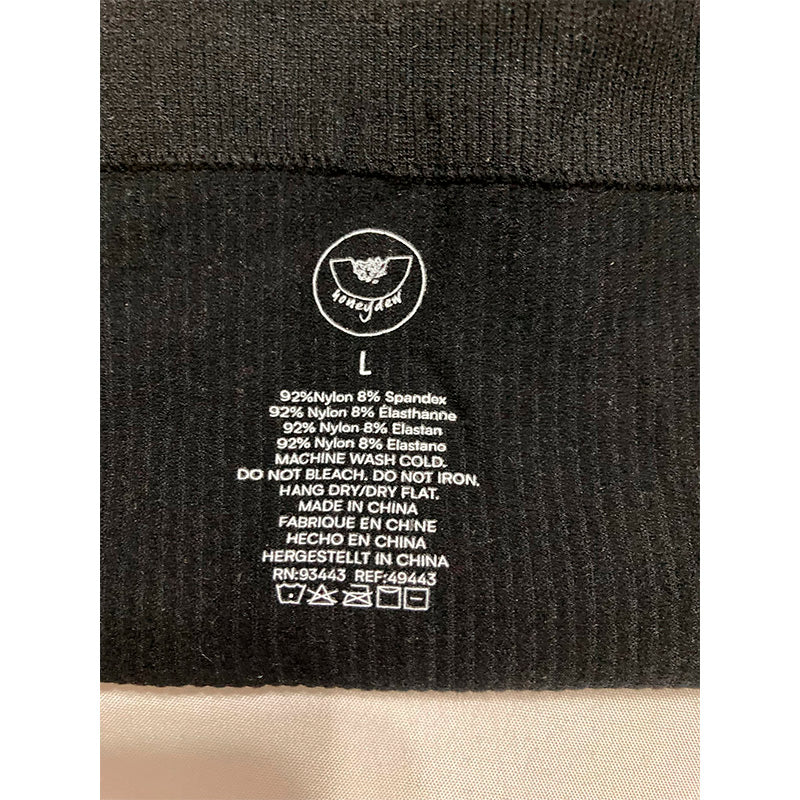 honeydew
L
92%Nylon 8% Spandex
92% Nylon 8% Élasthanne
92% Nylon 8% Elastan
92% Nylon 8% Elastano
MACHINE WASH COLD.
DO NOT BLEACH. DO NOT IRON.
HANG DRY/DRY FLAT.
MADE IN CHINA
FABRIQUE EN CHINE
HECHO EN CHINA
HERGESTELLT IN CHINA
RN:93443 REF:49443